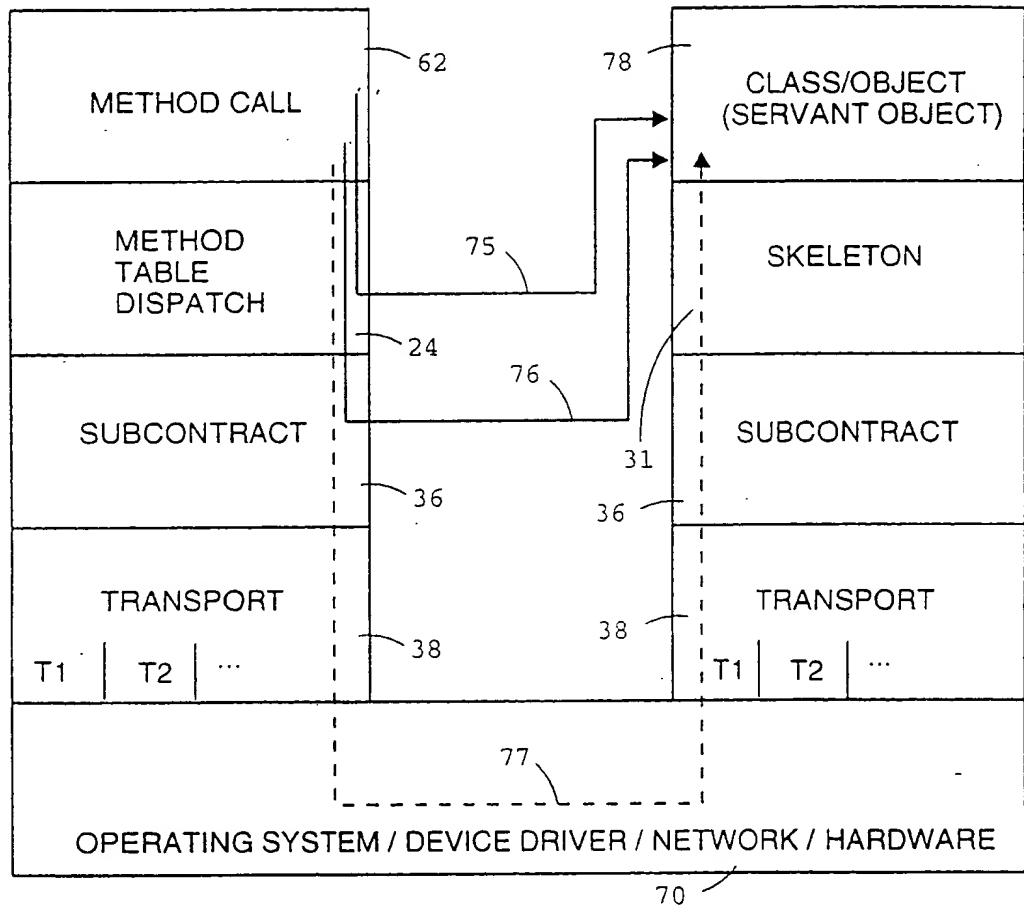 62
78
METHOD CALL
CLASS/OBJECT
(SERVANT OBJECT)
METHOD
TABLE
DISPATCH
75
SKELETON
24
76
SUBCONTRACT
31
SUBCONTRACT
36
36
TRANSPORT
TRANSPORT
38
38
T1 T2 ...
T1 T2 ...
77
OPERATING SYSTEM / DEVICE DRIVER / NETWORK / HARDWARE
70